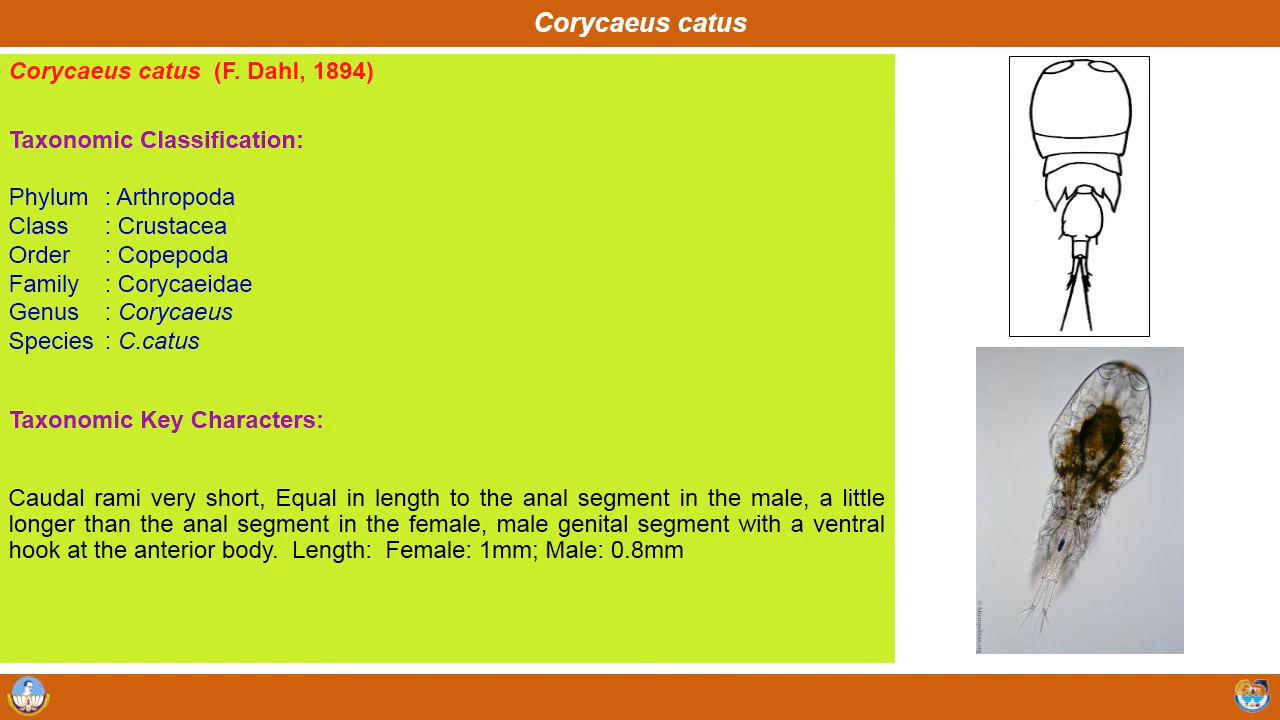 Corycaeus catus
Corycaeus catus (F. Dahl, 1894)
Taxonomic Classification:
Phylum : Arthropoda
Class : Crustacea
Order : Copepoda
Family : Corycaeidae
Genus : Corycaeus
Species : C.catus
Taxonomic Key Characters:
Caudal rami very short, Equal in length to the anal segment in the male, a little
longer than the anal segment in the female, male genital segment with a ventral
hook at the anterior body. Length: Female: 1mm; Male: 0.8mm